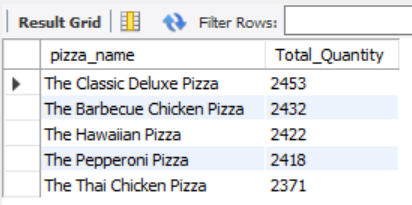 Result Grid Filter Rows:
pizza_name Total_Quantity
The Classic Deluxe Pizza 2453
The Barbecue Chicken Pizza 2432
The Hawaiian Pizza 2422
The Pepperoni Pizza 2418
The Thai Chicken Pizza 2371